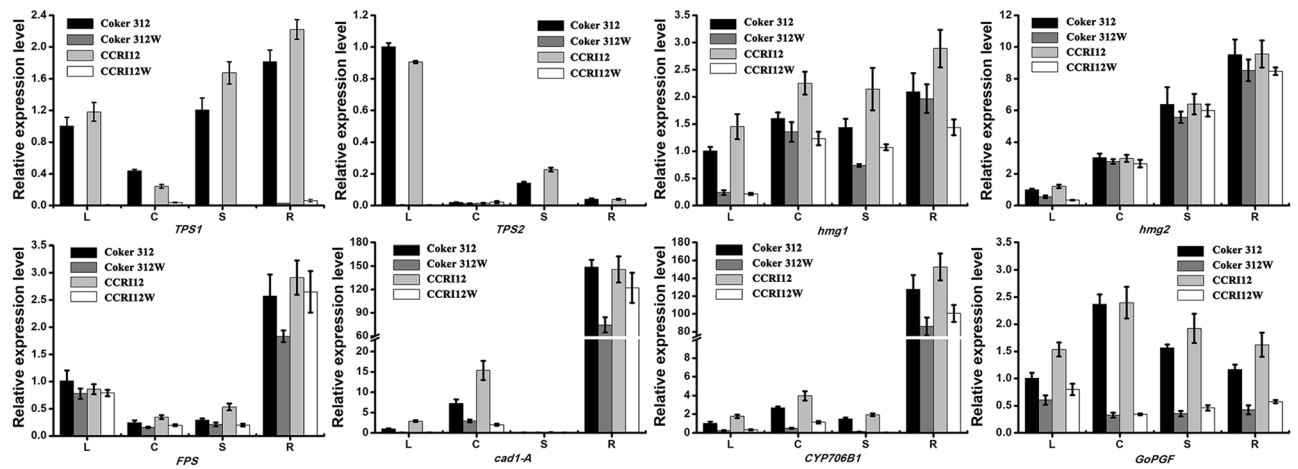 Relative expression level
2.4
2.0
1.6
1.2
0.8
0.4
0.0
Coker 312
Coker 312W
CCRI12
CCRI12W
L C S R
TPS1
Relative expression level
1.2
1.0
0.8
0.6
0.4
0.2
0.0
Coker 312
Coker 312W
CCRI12
CCRI12W
L C S R
TPS2
Relative expression level
3.5
3.0
2.5
2.0
1.5
1.0
0.5
0.0
Coker 312
Coker 312W
CCRI12
CCRI12W
L C S R
hmg1
Relative expression level
12
10
8
6
4
2
0
Coker 312
Coker 312W
CCRI12
CCRI12W
L C S R
hmg2
Relative expression level
3.5
3.0
2.5
2.0
1.5
1.0
0.5
0.0
Coker 312
Coker 312W
CCRI12
CCRI12W
L C S R
FPS
Relative expression level
180
150
120
90
60
20
15
10
5
0
Coker 312
Coker 312W
CCRI12
CCRI12W
L C S R
cad1-A
Relative expression level
180
160
140
120
100
80
8
6
4
2
0
Coker 312
Coker 312W
CCRI12
CCRI12W
L C S R
CYP706B1
Relative expression level
3.0
2.5
2.0
1.5
1.0
0.5
0.0
Coker 312
Coker 312W
CCRI12
CCRI12W
L C S R
GoPGF